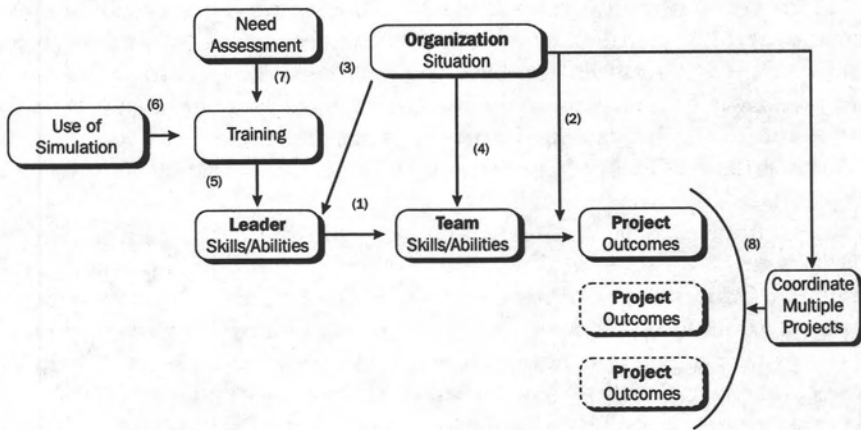 Need
Assessment
(7)
(3)
Organization
Situation
(6)
Use of
Simulation
Training
(2)
(4)
(5)
(1)
Leader
Skills/Abilities
Team
Skills/Abilities
Project
Outcomes
(8)
Coordinate
Multiple
Projects
Project
Outcomes
Project
Outcomes